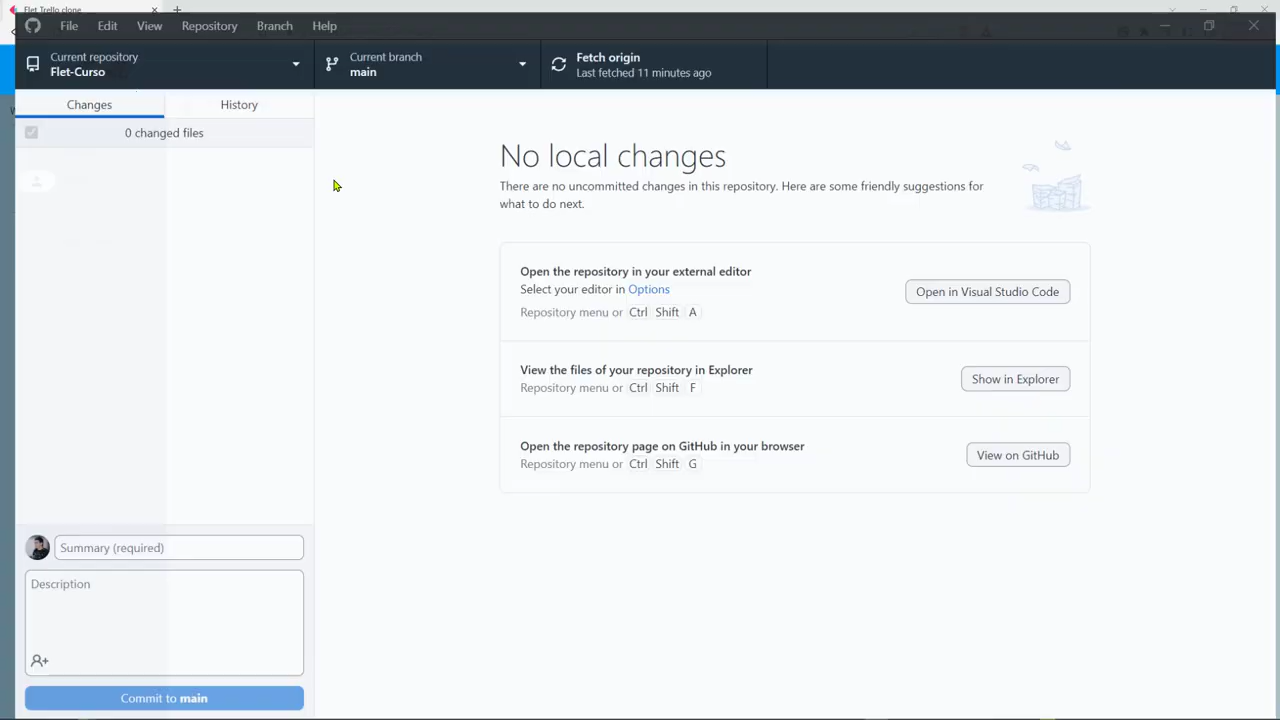 Flet Trello clone
File Edit View Repository Branch Help
Current repository
Flet-Curso
Current branch
main
Fetch origin
Last fetched 11 minutes ago
Changes
History
0 changed files
No local changes
There are no uncommitted changes in this repository. Here are some friendly suggestions for
what to do next.
Open the repository in your external editor
Select your editor in Options
Repository menu or Ctrl Shift A
Open in Visual Studio Code
View the files of your repository in Explorer
Repository menu or Ctrl Shift F
Show in Explorer
Open the repository page on GitHub in your browser
Repository menu or Ctrl Shift G
View on GitHub
Summary (required)
Description
Commit to main